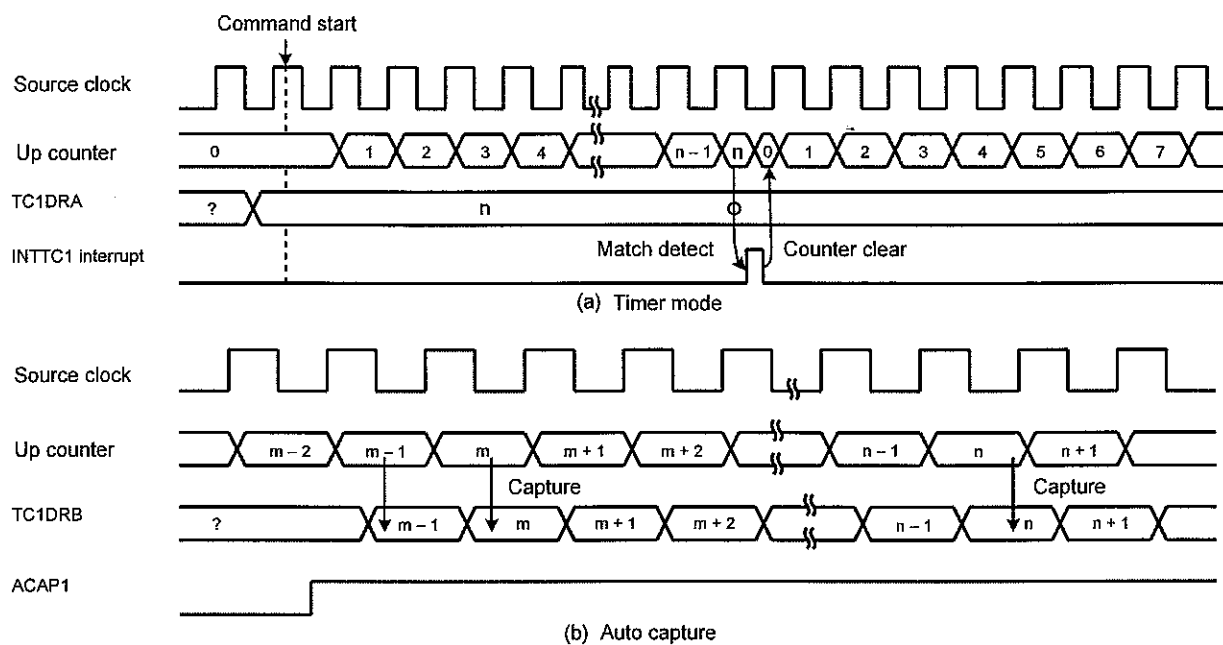 Command start
Source clock
Up counter 0 1 2 3 4 n – 1 n 0 1 2 3 4 5 6 7
TC1DRA ? n
INTTC1 interrupt Match detect Counter clear
(a) Timer mode
Source clock
Up counter m – 2 m – 1 m m + 1 m + 2 n – 1 n n + 1
Capture Capture
TC1DRB ? m – 1 m m + 1 m + 2 n – 1 n n + 1
ACAP1
(b) Auto capture